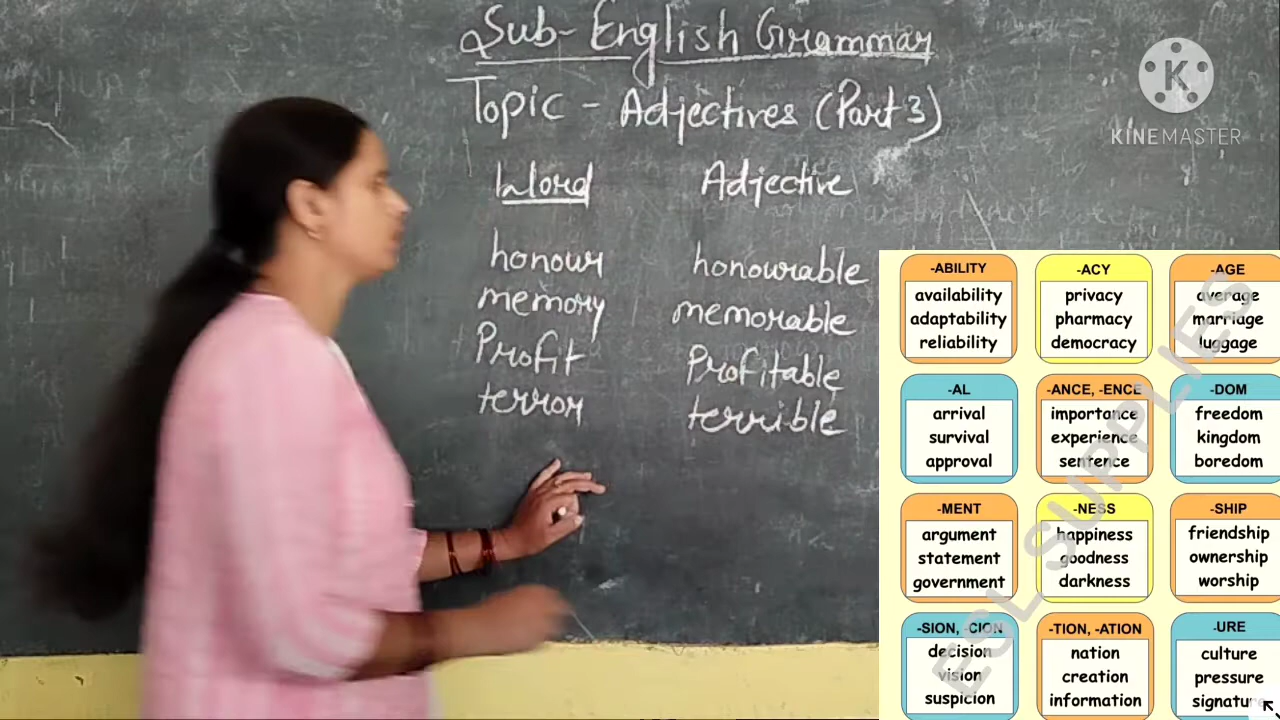 Sub- English Grammar
Topic - Adjectives (Part 3)
Word Adjective
honour honourable
memory memorable
Profit Profitable
terror terrible
KINEMASTER
-ABILITY
availability
adaptability
reliability
-ACY
privacy
pharmacy
democracy
-AGE
average
marriage
luggage
-AL
arrival
survival
approval
-ANCE, -ENCE
importance
experience
sentence
-DOM
freedom
kingdom
boredom
-MENT
argument
statement
government
-NESS
happiness
goodness
darkness
-SHIP
friendship
ownership
worship
-SION, -CION
decision
vision
suspicion
-TION, -ATION
nation
creation
information
-URE
culture
pressure
signature
ESL SUPPLIES